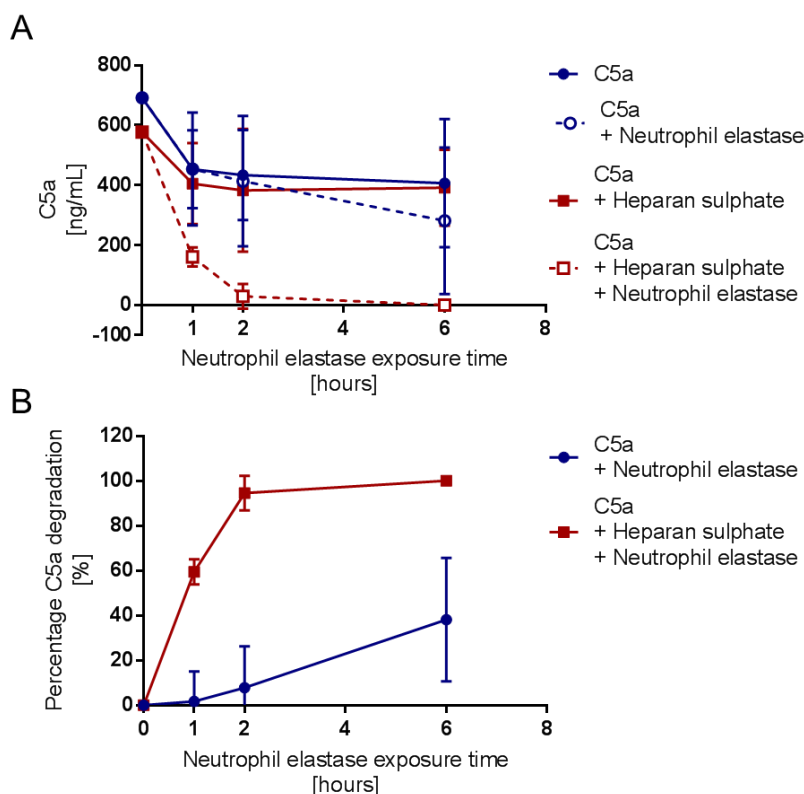 A
800
600
400
200
0
-100
C5a
[ng/mL]
1
2
4
6
8
Neutrophil elastase exposure time
[hours]
C5a
C5a
+ Neutrophil elastase
C5a
+ Heparan sulphate
C5a
+ Heparan sulphate
+ Neutrophil elastase
B
120
100
80
60
40
20
0
Percentage C5a degradation
[%]
0
1
2
4
6
8
Neutrophil elastase exposure time
[hours]
C5a
+ Neutrophil elastase
C5a
+ Heparan sulphate
+ Neutrophil elastase